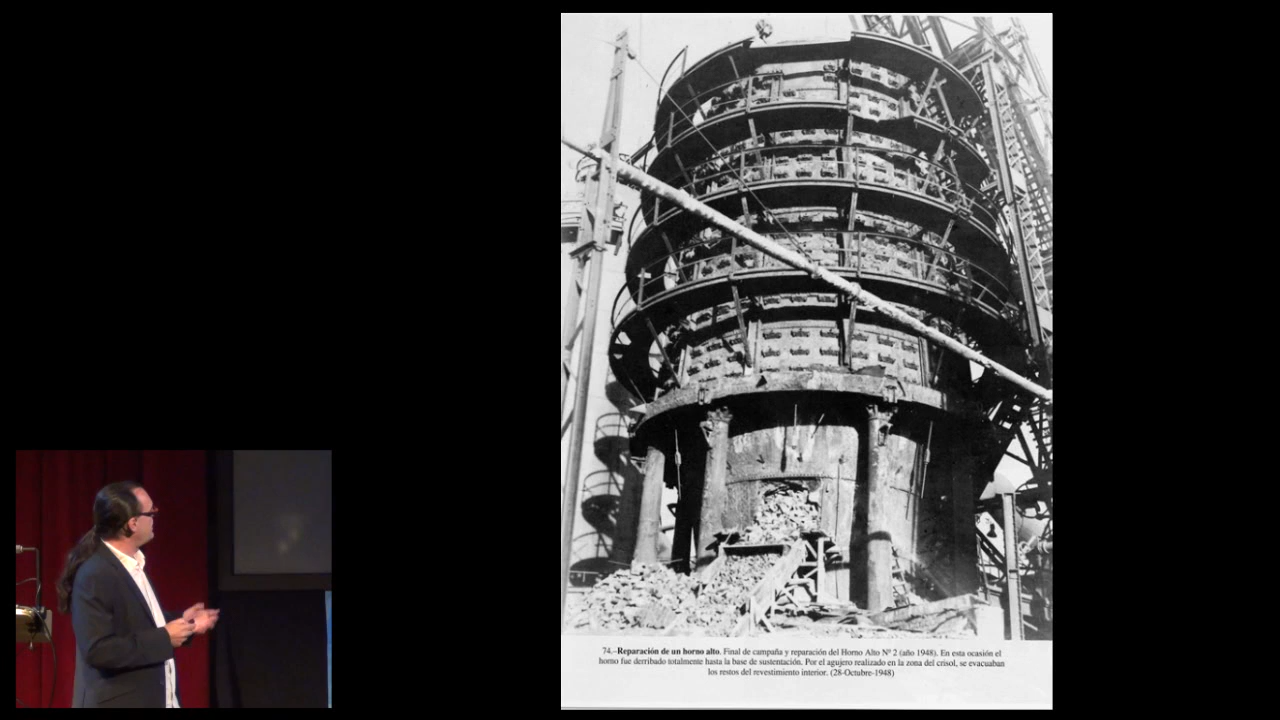 74.–Reparación de un horno alto. Final de campaña y reparación del Horno Alto Nº 2 (año 1948). En esta ocasión el
horno fue derribado totalmente hasta la base de sustentación. Por el agujero realizado en la zona del crisol, se evacuaban
los restos del revestimiento interior. (28-Octubre-1948)